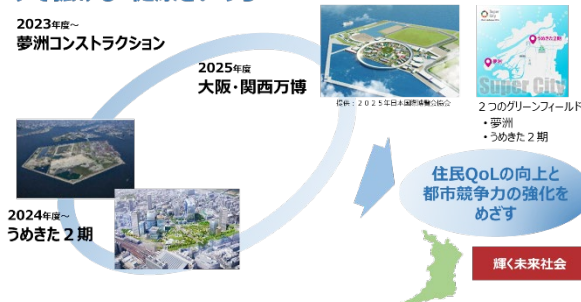 2023年度～
夢洲コンストラクション
2025年度
大阪・関西万博
提供：２０２５年日本国際博覧会協会
うめきた２期
夢洲
Super City
２つのグリーンフィールド
・夢洲
・うめきた２期
2024年度～
うめきた２期
住民QoLの向上と
都市競争力の強化を
めざす
輝く未来社会